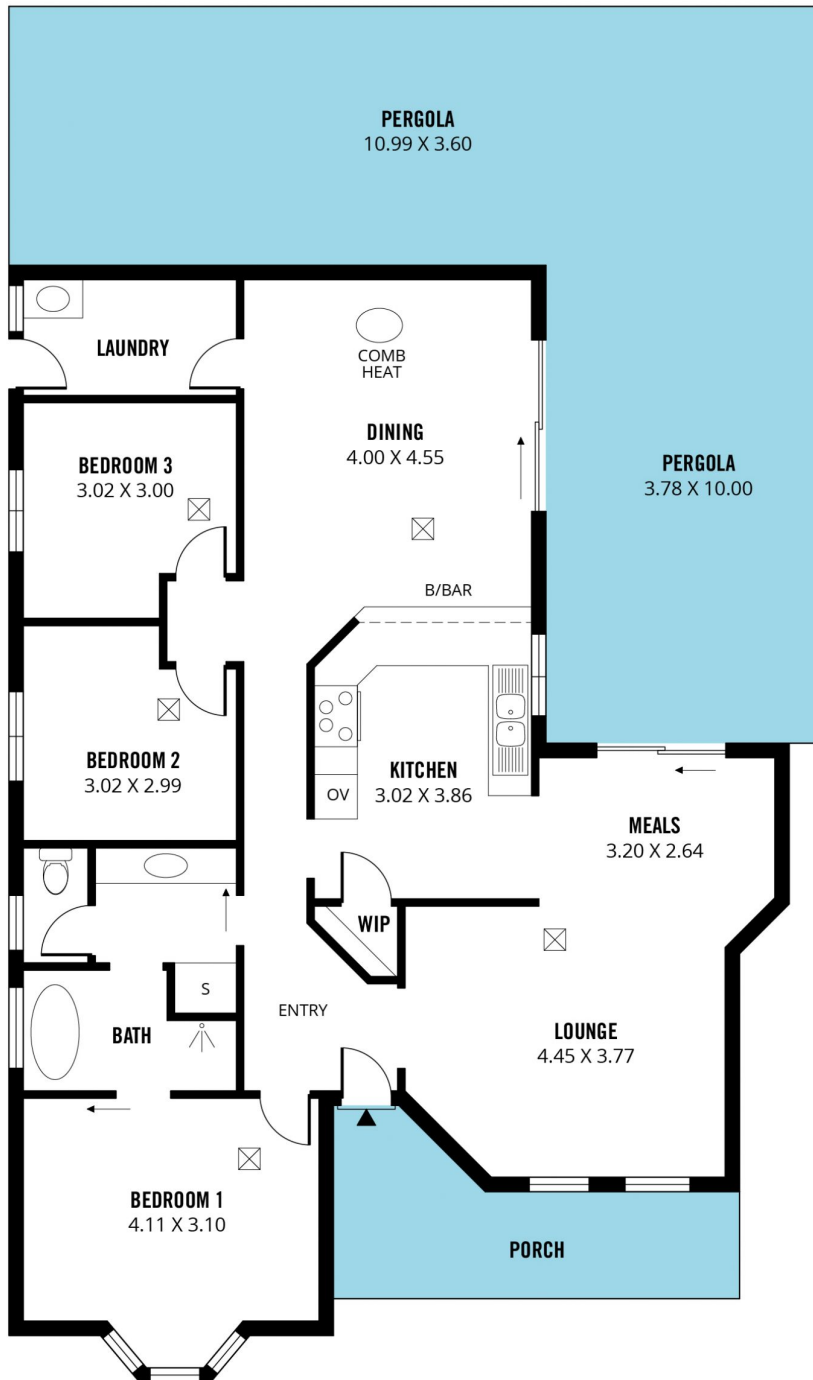 PERGOLA
10.99 X 3.60
LAUNDRY
COMB
HEAT
DINING
4.00 X 4.55
BEDROOM 3
3.02 X 3.00
PERGOLA
3.78 X 10.00
B/BAR
BEDROOM 2
3.02 X 2.99
KITCHEN
3.02 X 3.86
OV
MEALS
3.20 X 2.64
WIP
S
ENTRY
BATH
LOUNGE
4.45 X 3.77
BEDROOM 1
4.11 X 3.10
PORCH